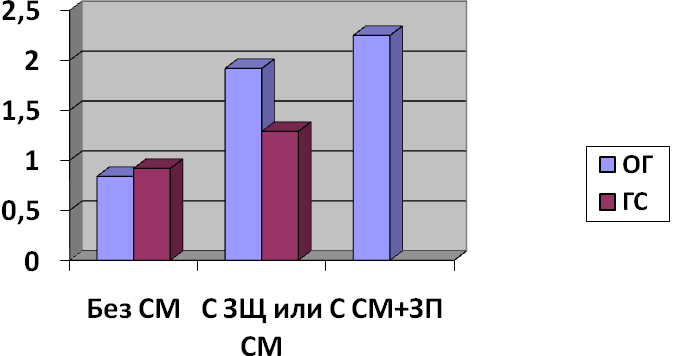 2,5
2
1,5
1
0,5
0
Без СМ
С ЗЩ или
СМ
С СМ+ЗП
ОГ
ГС